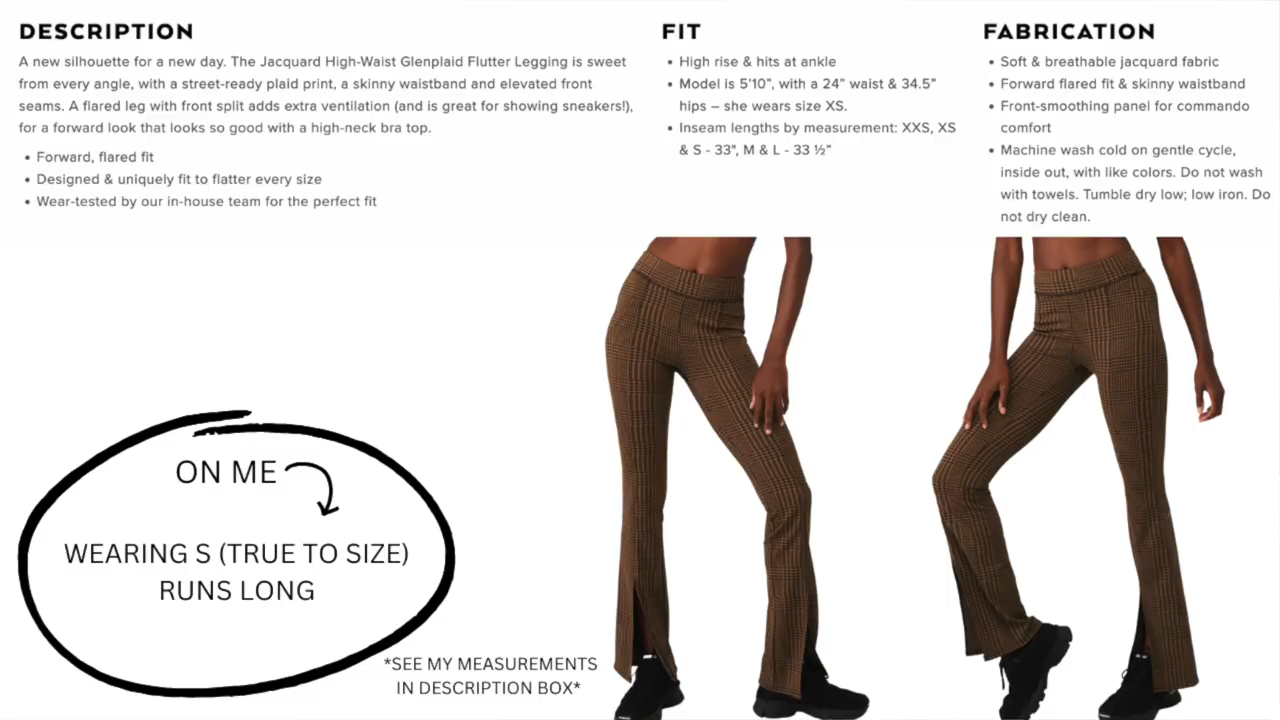 DESCRIPTION
A new silhouette for a new day. The Jacquard High-Waist Glenplaid Flutter Legging is sweet
from every angle, with a street-ready plaid print, a skinny waistband and elevated front
seams. A flared leg with front split adds extra ventilation (and is great for showing sneakers!),
for a forward look that looks so good with a high-neck bra top.
• Forward, flared fit
• Designed & uniquely fit to flatter every size
• Wear-tested by our in-house team for the perfect fit
FIT
• High rise & hits at ankle
• Model is 5'10", with a 24" waist & 34.5"
hips – she wears size XS.
• Inseam lengths by measurement: XXS, XS
& S - 33", M & L - 33 ½"
FABRICATION
• Soft & breathable jacquard fabric
• Forward flared fit & skinny waistband
• Front-smoothing panel for commando
comfort
• Machine wash cold on gentle cycle,
inside out, with like colors. Do not wash
with towels. Tumble dry low; low iron. Do
not dry clean.
ON ME
WEARING S (TRUE TO SIZE)
RUNS LONG
*SEE MY MEASUREMENTS
IN DESCRIPTION BOX*